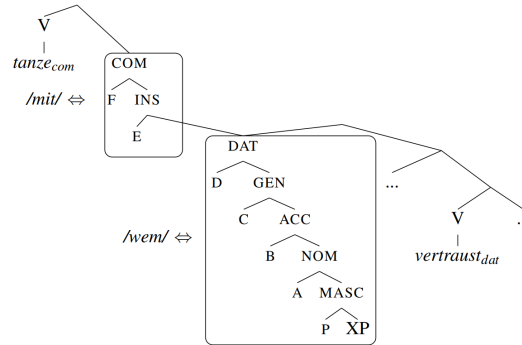 V
tanze_com
COM
/mit/ ⇔
F INS
E
DAT
D GEN
...
C ACC
V
.
/wem/ ⇔
B NOM
vertraust_dat
A MASC
P XP